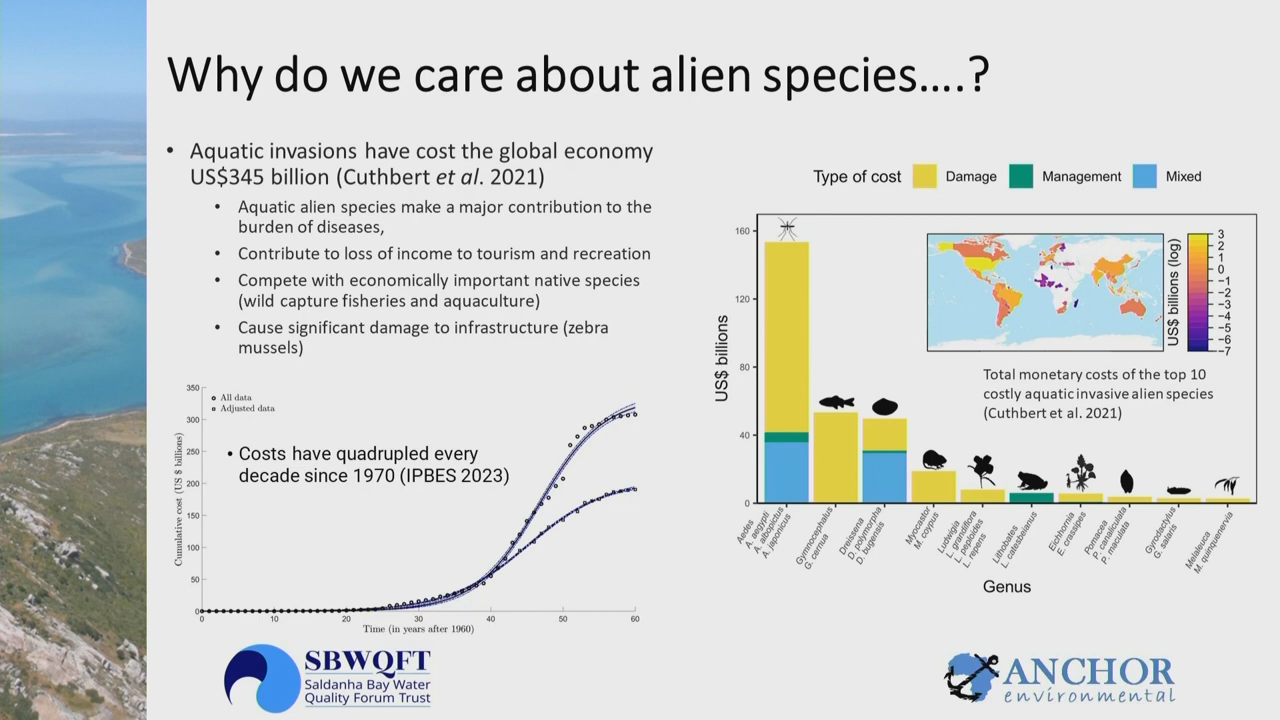 Why do we care about alien species….?
• Aquatic invasions have cost the global economy
US$345 billion (Cuthbert et al. 2021)
• Aquatic alien species make a major contribution to the
burden of diseases,
• Contribute to loss of income to tourism and recreation
• Compete with economically important native species
(wild capture fisheries and aquaculture)
• Cause significant damage to infrastructure (zebra
mussels)
350
300
250
200
150
100
50
0
Cumulative cost (US $ billions)
All data
Adjusted data
• Costs have quadrupled every
decade since 1970 (IPBES 2023)
0 10 20 30 40 50 60
Time (in years after 1960)
Type of cost Damage Management Mixed
160
120
80
40
0
US$ billions
US$ billions (log)
3
2
1
0
−1
−2
−3
−4
−5
−6
−7
Total monetary costs of the top 10
costly aquatic invasive alien species
(Cuthbert et al. 2021)
Aedes
A. aegypti
A. albopictus
A. japonicus
Gymnocephalus
G. cernua
Dreissena
D. polymorpha
D. bugensis
Myocastor
M. coypus
Ludwigia
L. grandiflora
L. peploides
L. repens
Lithobates
L. catesbeianus
Eichhornia
E. crassipes
Pomacea
P. canaliculata
P. maculata
Gyrodactylus
G. salaris
Melaleuca
M. quinquenervia
Genus
SBWQFT
Saldanha Bay Water
Quality Forum Trust
ANCHOR
environmental